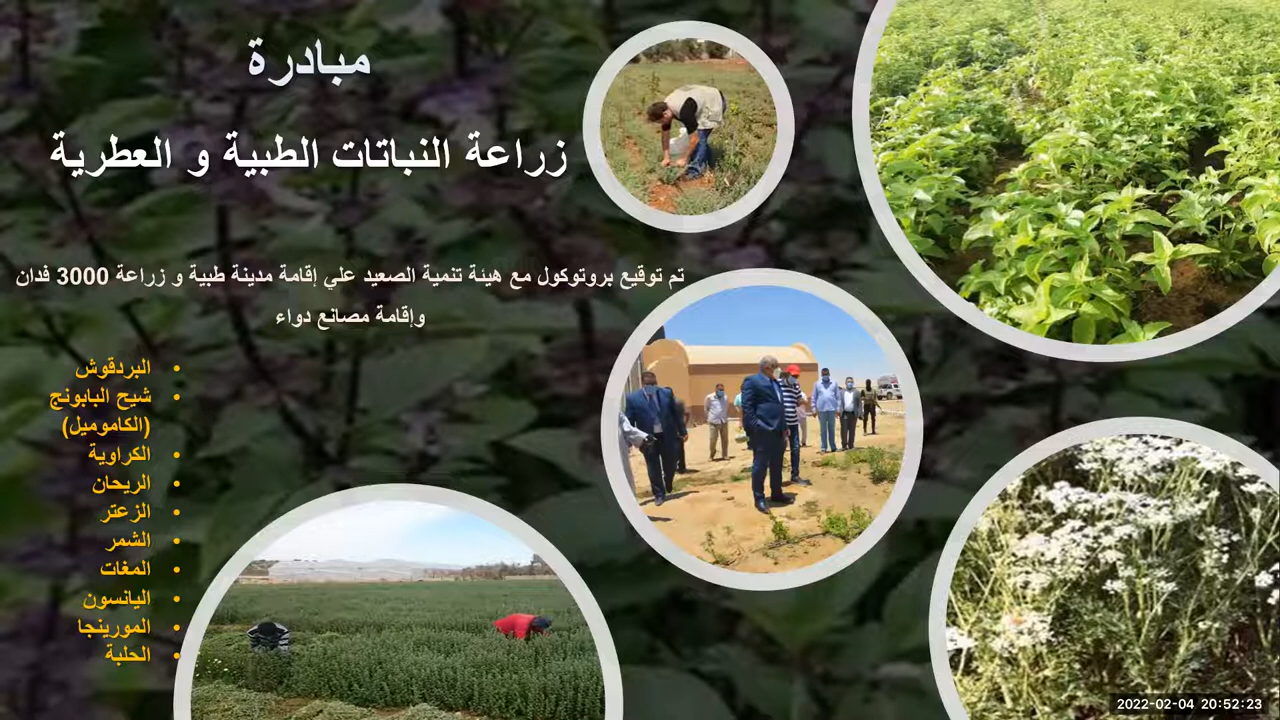 مبادرة
زراعة النباتات الطبية و العطرية
تم توقيع بروتوكول مع هيئة تنمية الصعيد علي إقامة مدينة طبية و زراعة 3000 فدان
وإقامة مصانع دواء
• البردقوش
• شيح البابونج
(الكاموميل)
• الكراوية
• الريحان
• الزعتر
• الشمر
• المغات
• اليانسون
• المورينجا
• الحلبة
2022-02-04 20:52:23